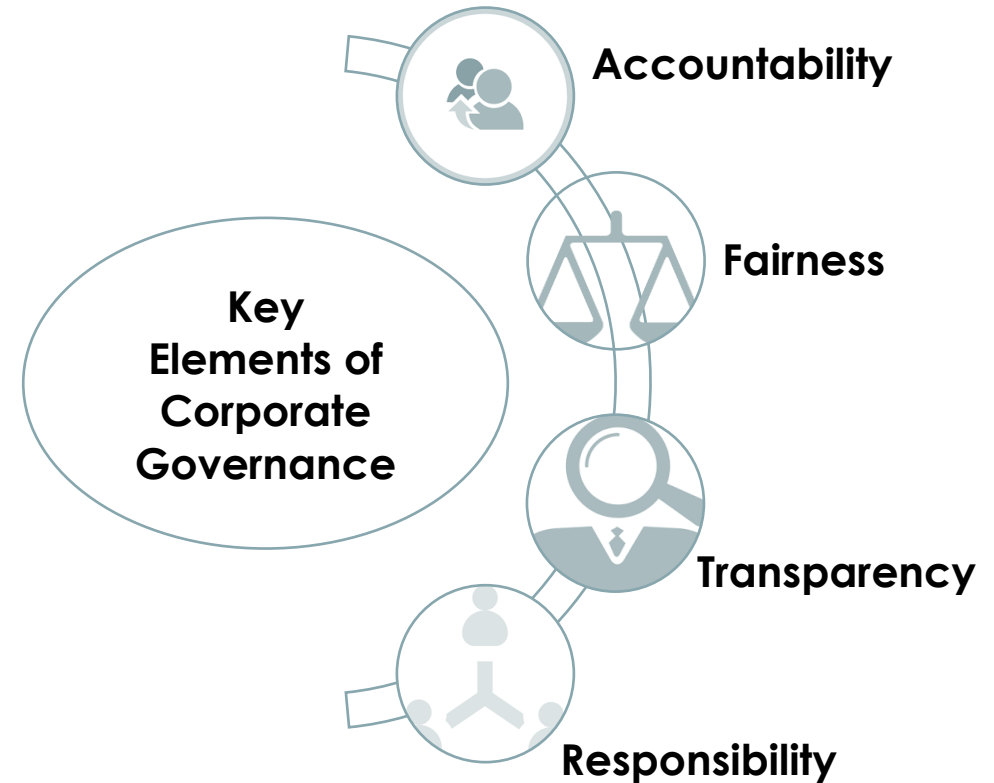 Key
Elements of
Corporate
Governance
Accountability
Fairness
Transparency
Responsibility